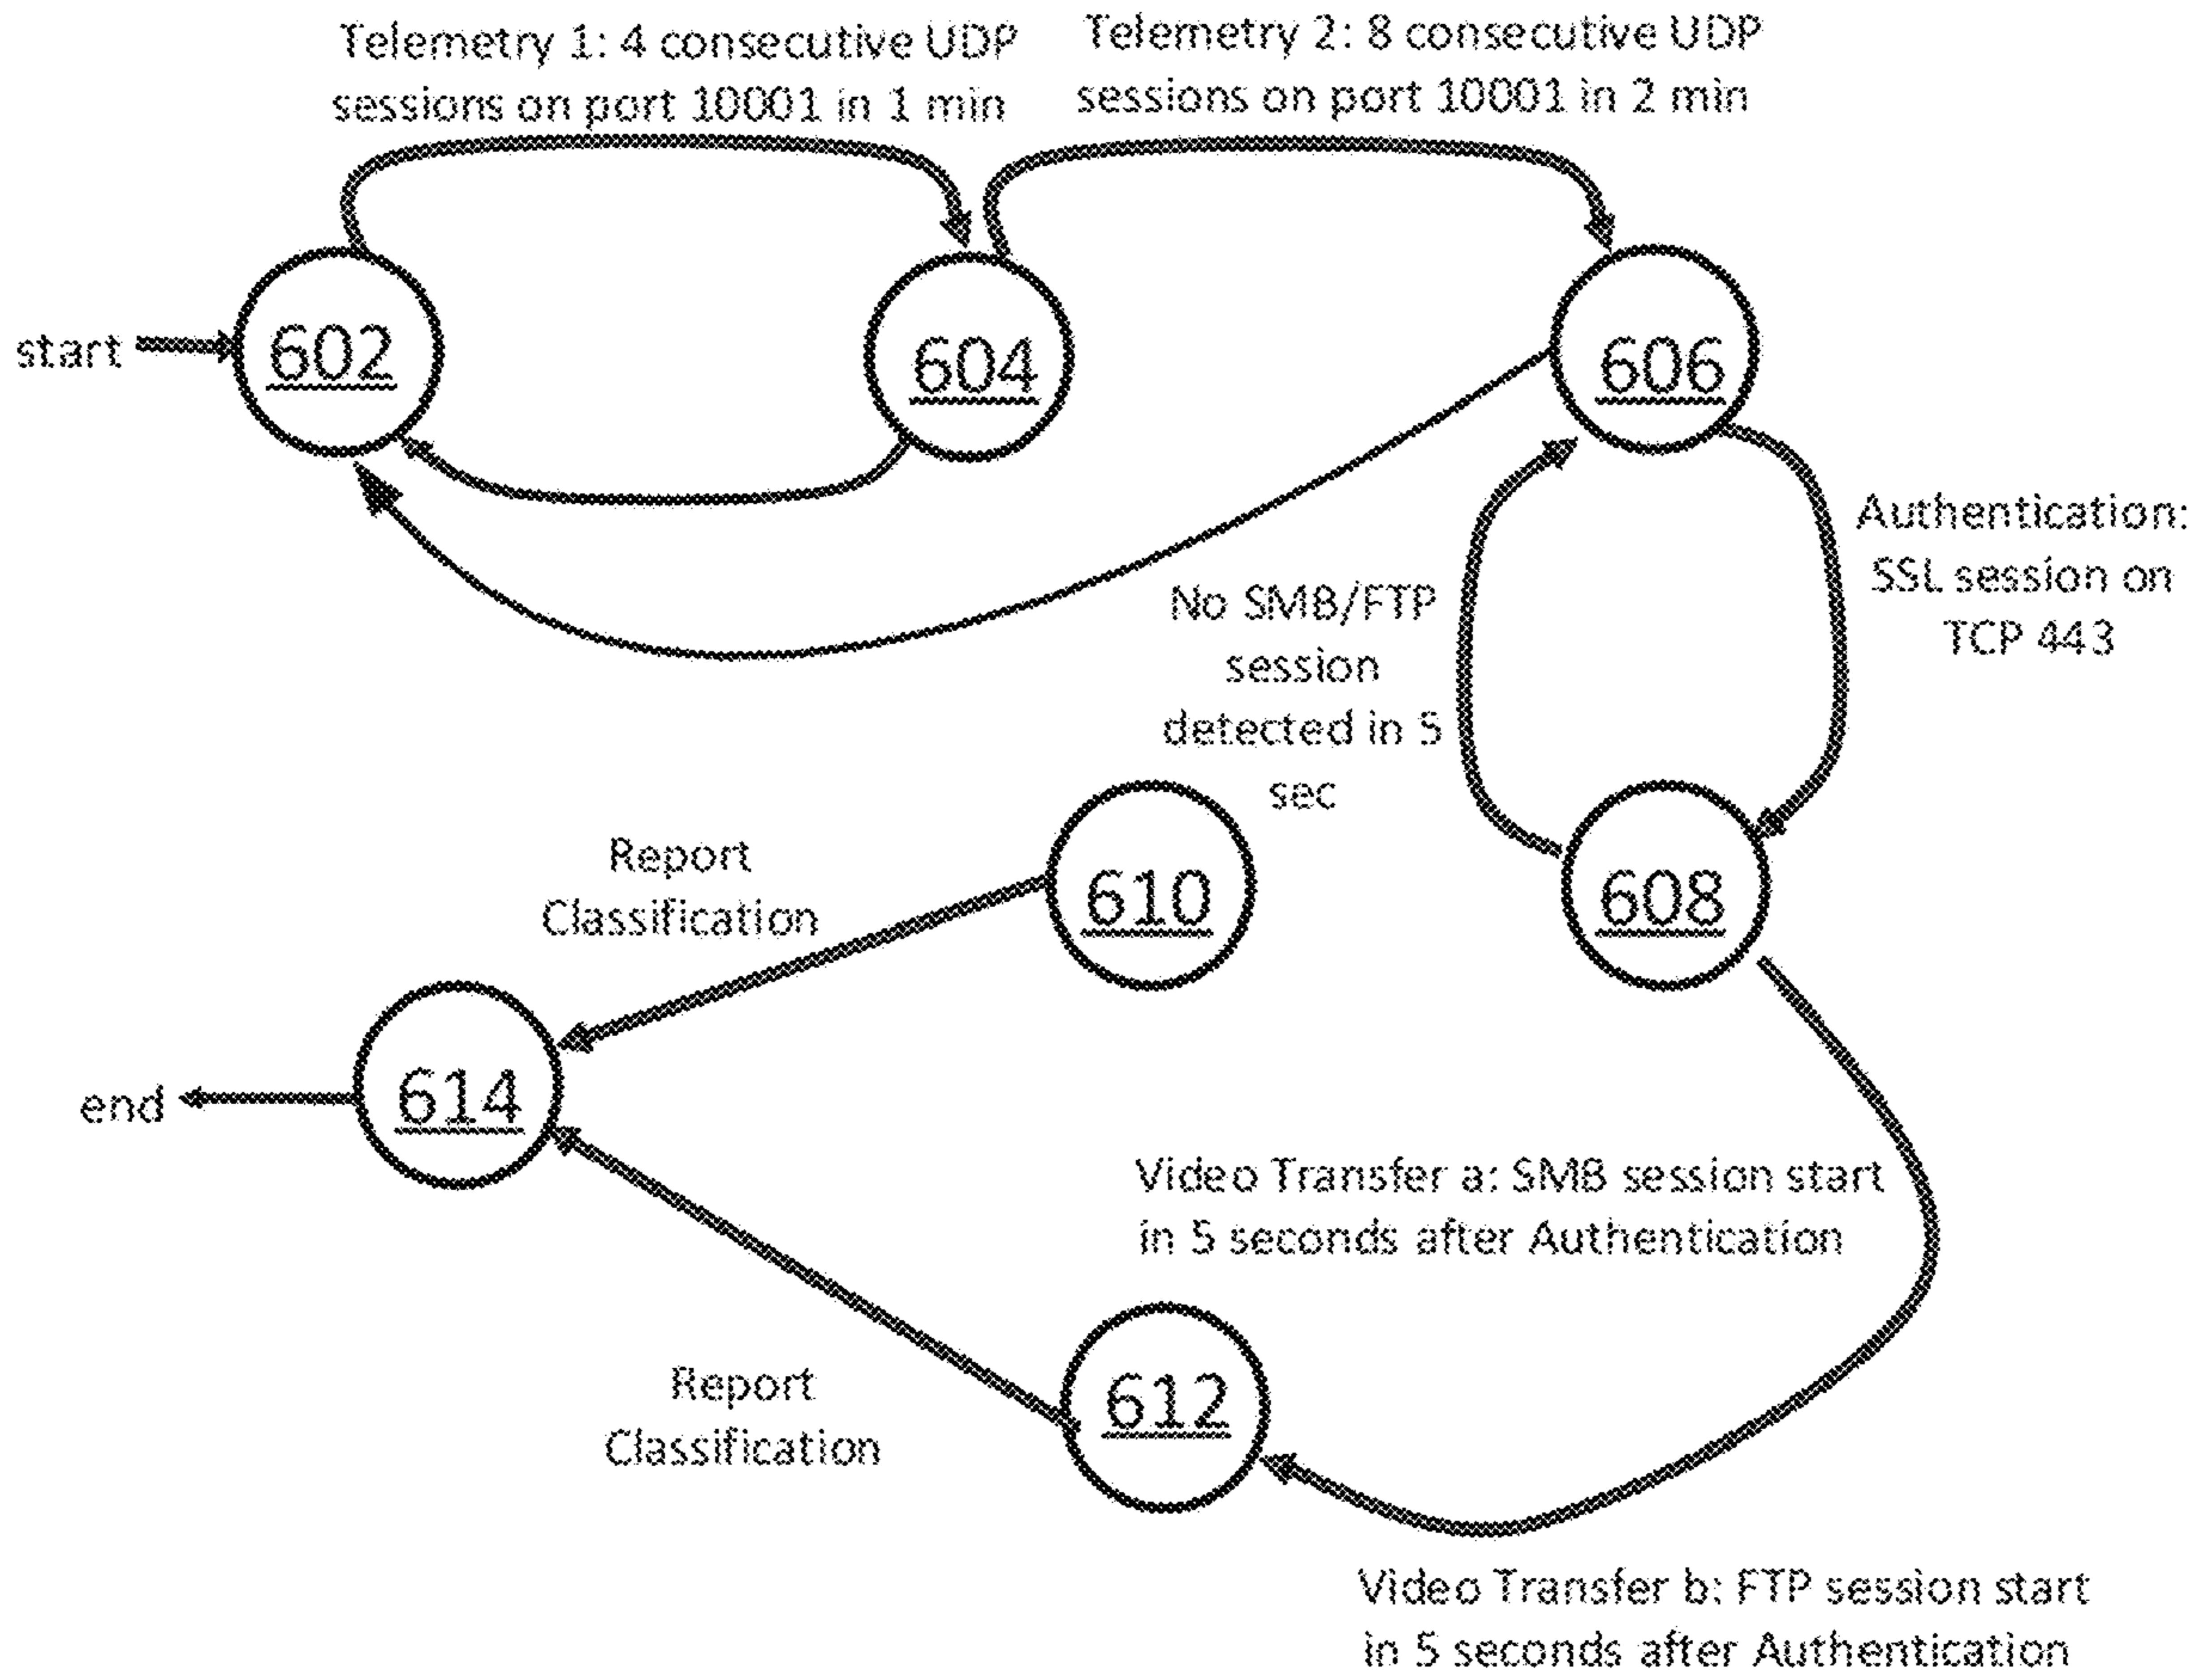 Telemetry 1: 4 consecutive UDP
sessions on port 10001 in 1 min
Telemetry 2: 8 consecutive UDP
sessions on port 10001 in 2 min
start
602
604
606
Authentication:
SSL session on
TCP 443
No SMB/FTP
session
detected in 5
sec
Report
Classification
610
608
614
end
Video Transfer a: SMB session start
in 5 seconds after Authentication
612
Report
Classification
Video Transfer b: FTP session start
in 5 seconds after Authentication